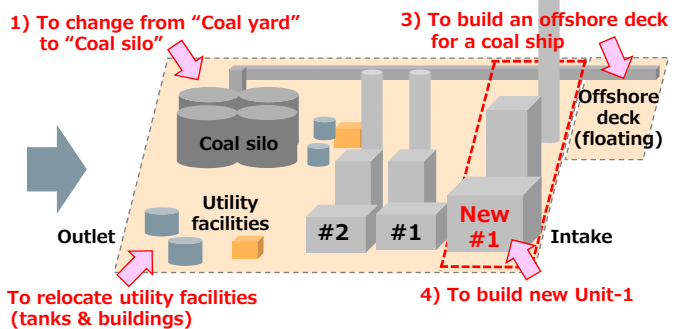 1) To change from “Coal yard”
to “Coal silo”
3) To build an offshore deck
for a coal ship
Offshore
deck
(floating)
Coal silo
Utility
facilities
#2
#1
New
#1
Outlet
Intake
To relocate utility facilities
(tanks & buildings)
4) To build new Unit-1